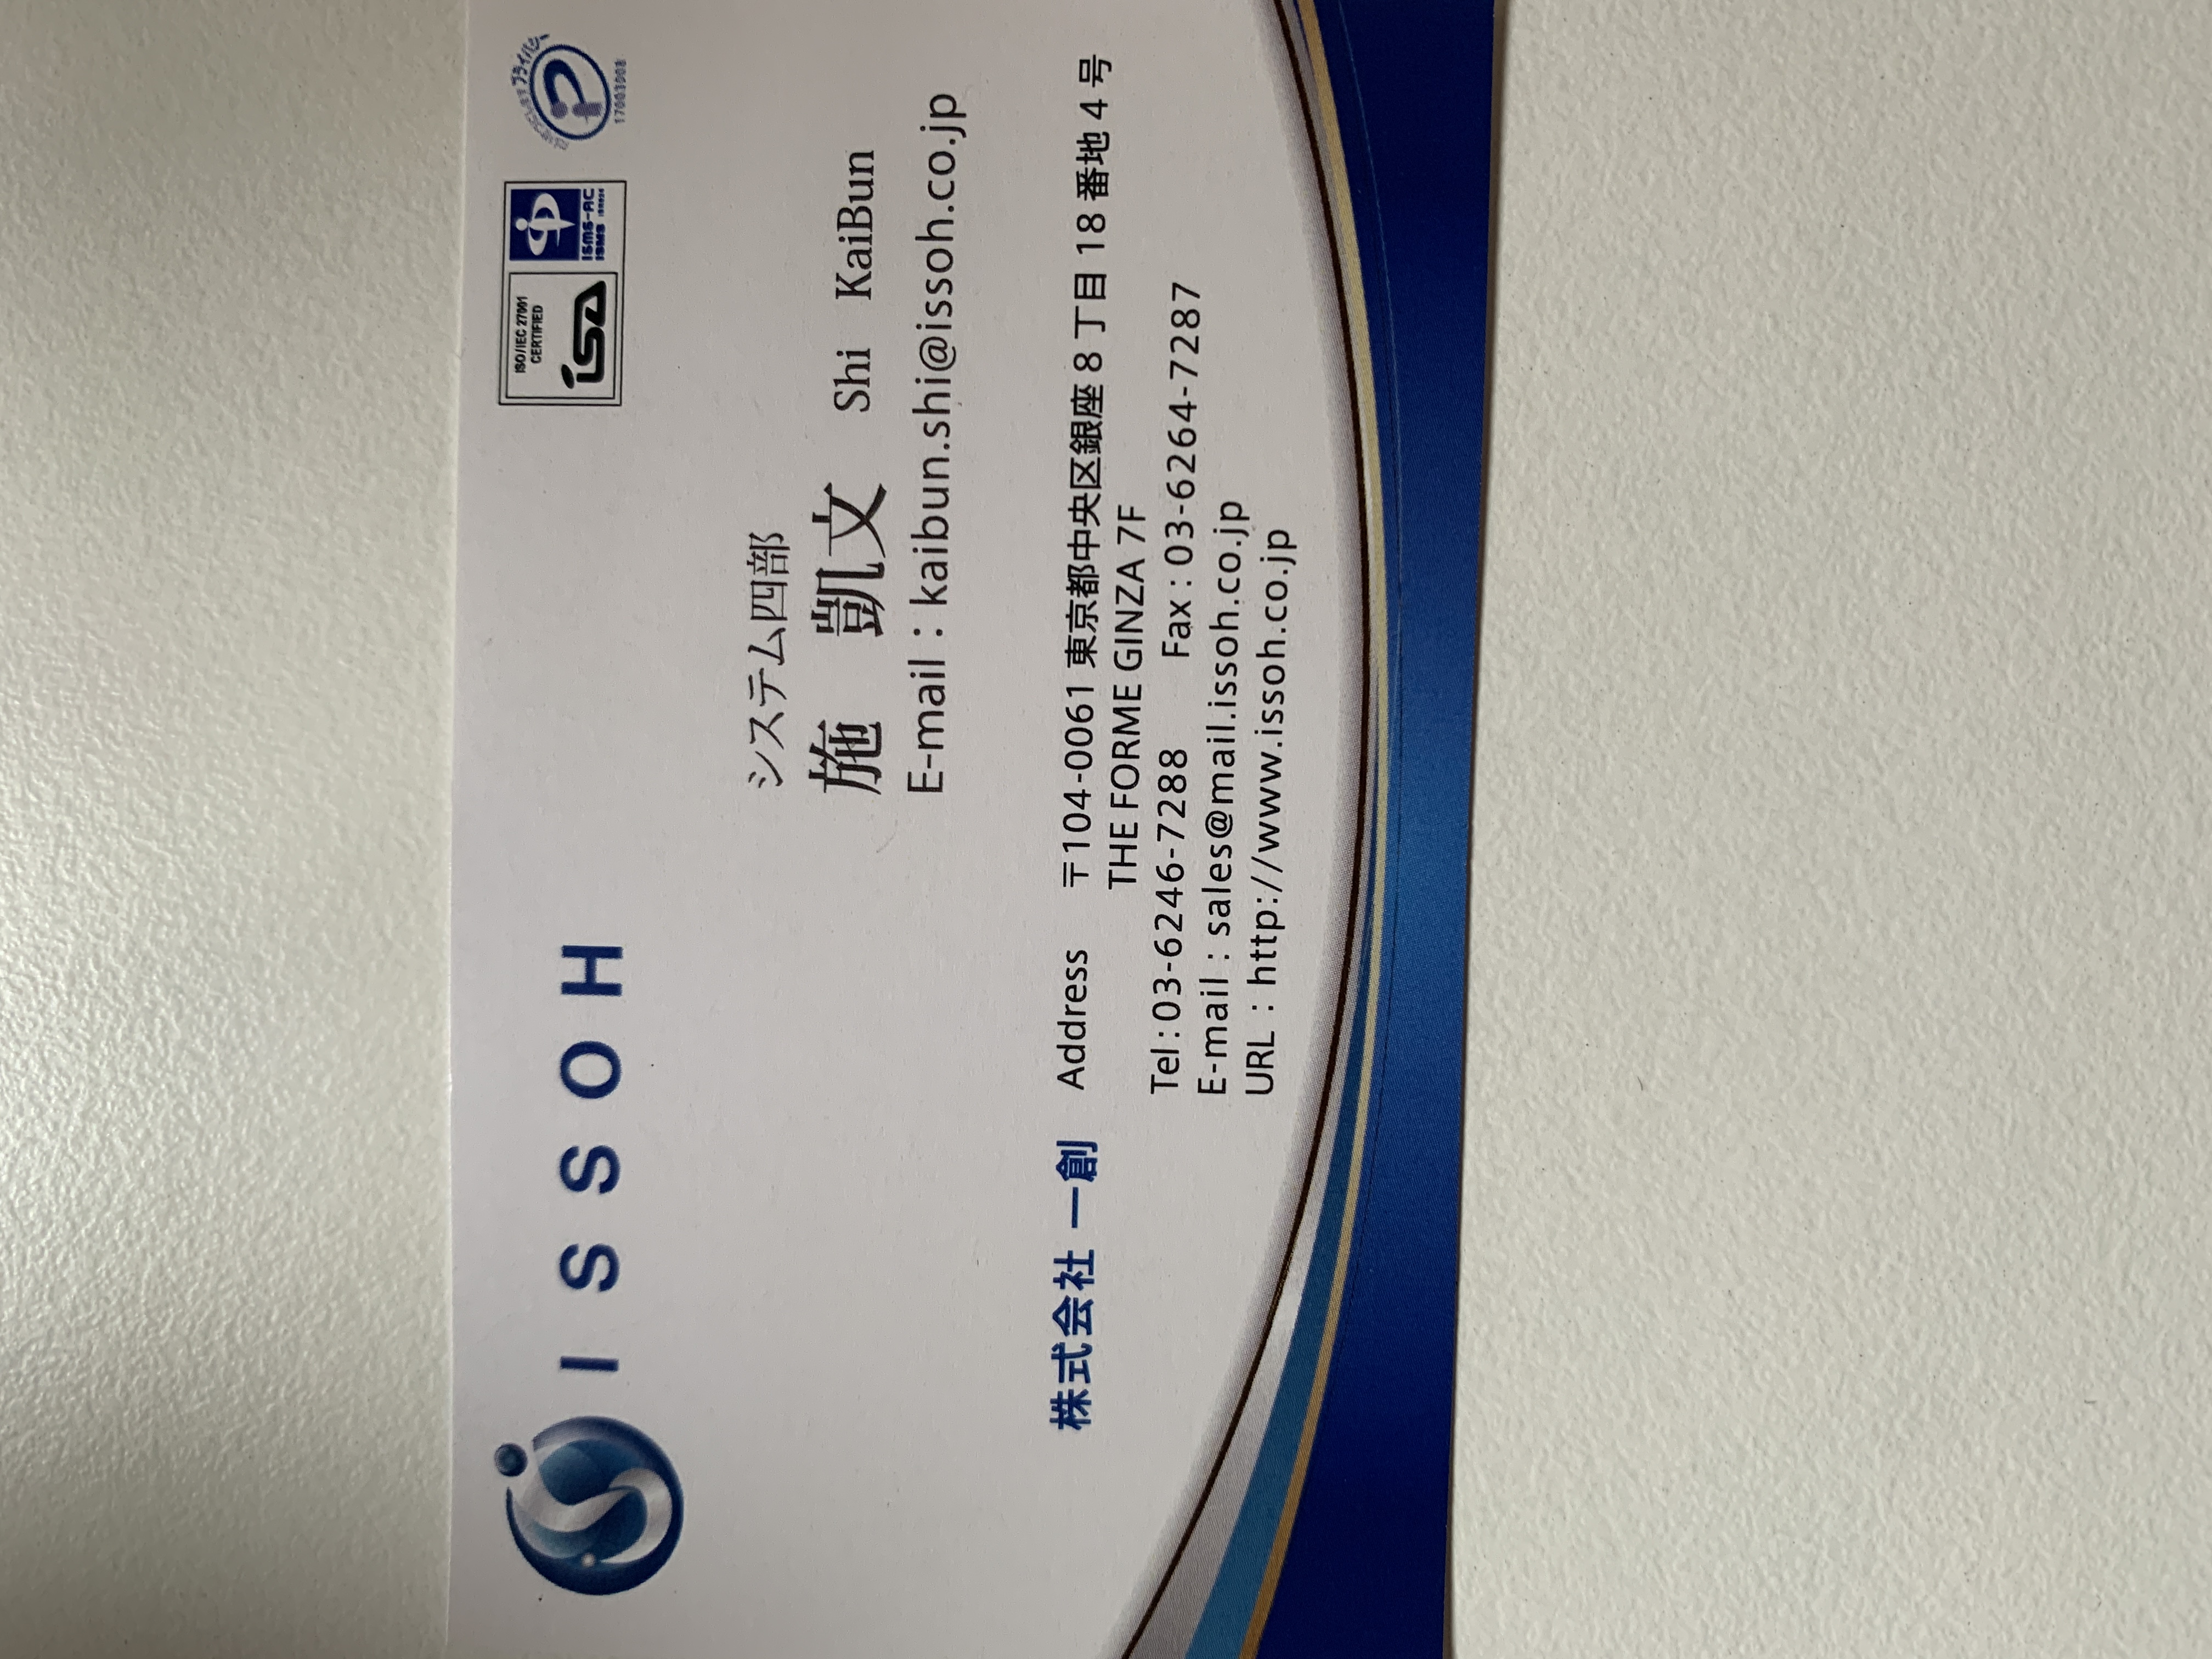 ISSOH
ISO/IEC 27001
CERTIFIED
isa
ISMS-AC
ISMS
プライバシー
17003008
システム四部
施　凱文　Shi　KaiBun
E-mail：kaibun.shi@issoh.co.jp
株式会社 一創　Address　〒104-0061 東京都中央区銀座 8 丁目 18 番地 4 号
THE FORME GINZA 7F
Tel : 03-6246-7288　Fax : 03-6264-7287
E-mail : sales@mail.issoh.co.jp
URL : http://www.issoh.co.jp